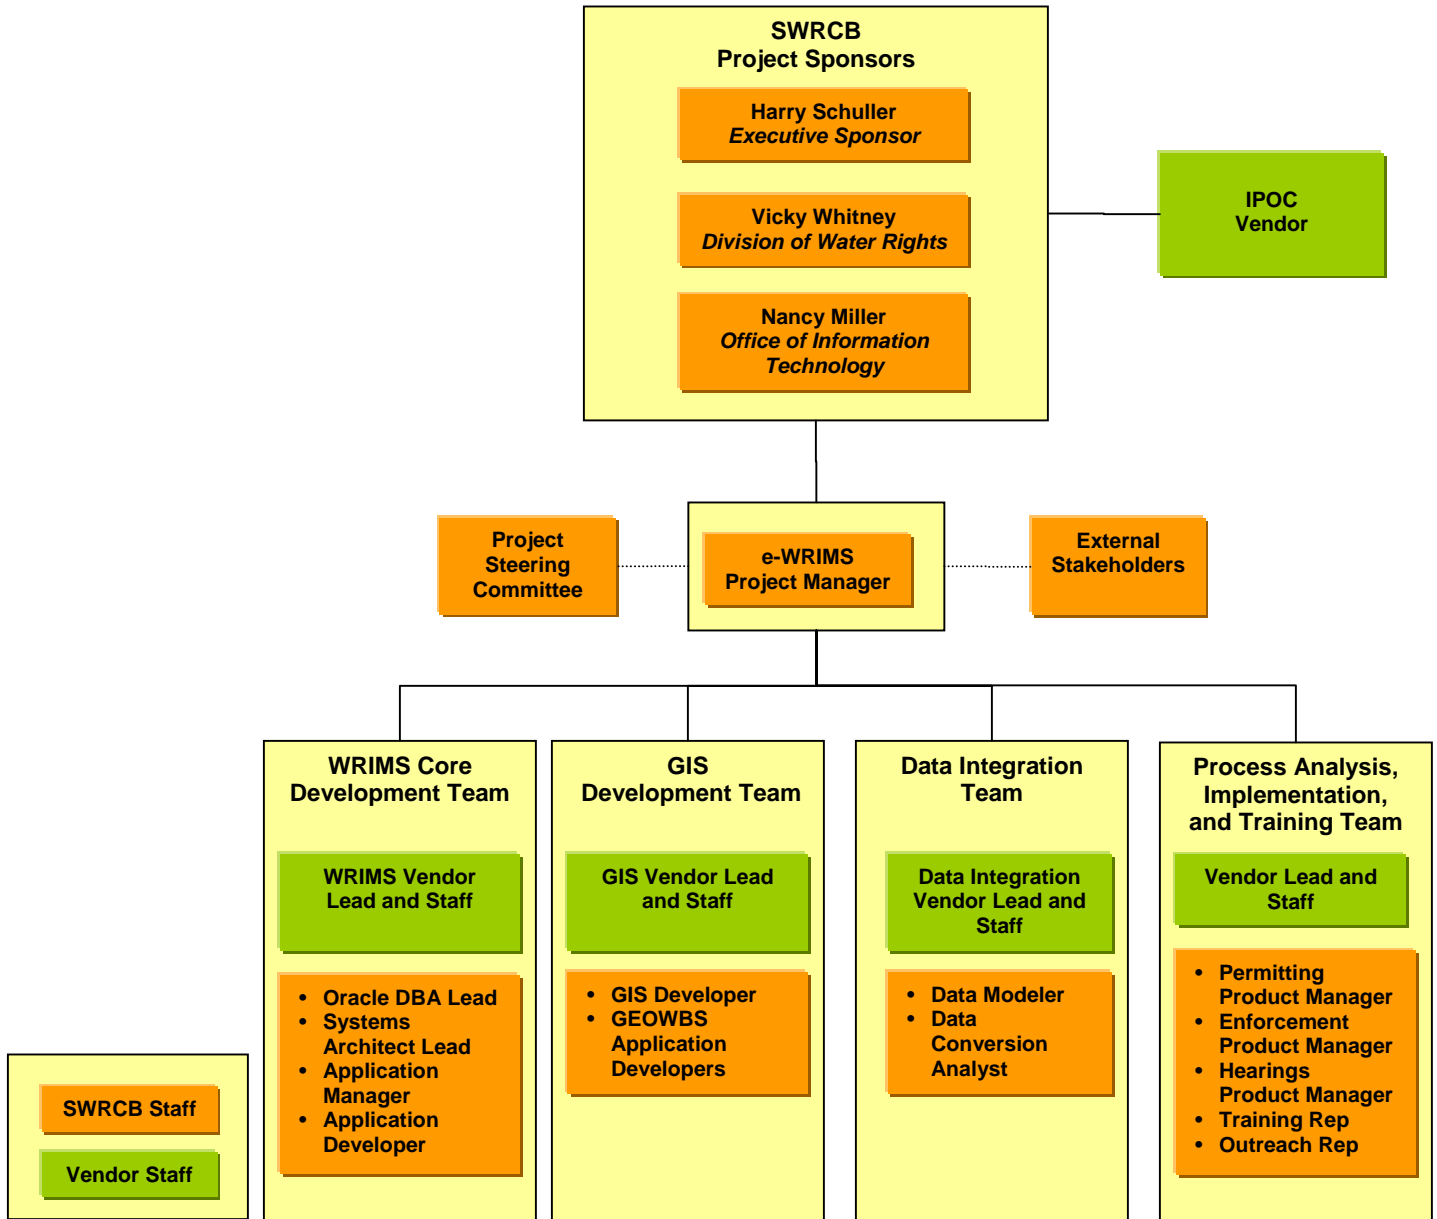 SWRCB
Project Sponsors
Harry Schuller
Executive Sponsor
Vicky Whitney
Division of Water Rights
Nancy Miller
Office of Information
Technology
IPOC
Vendor
Project
Steering
Committee
e-WRIMS
Project Manager
External
Stakeholders
WRIMS Core
Development Team
WRIMS Vendor
Lead and Staff
• Oracle DBA Lead
• Systems
Architect Lead
• Application
Manager
• Application
Developer
GIS
Development Team
GIS Vendor Lead
and Staff
• GIS Developer
• GEOWBS
Application
Developers
Data Integration
Team
Data Integration
Vendor Lead and
Staff
• Data Modeler
• Data
Conversion
Analyst
Process Analysis,
Implementation,
and Training Team
Vendor Lead and
Staff
• Permitting
Product Manager
• Enforcement
Product Manager
• Hearings
Product Manager
• Training Rep
• Outreach Rep
SWRCB Staff
Vendor Staff